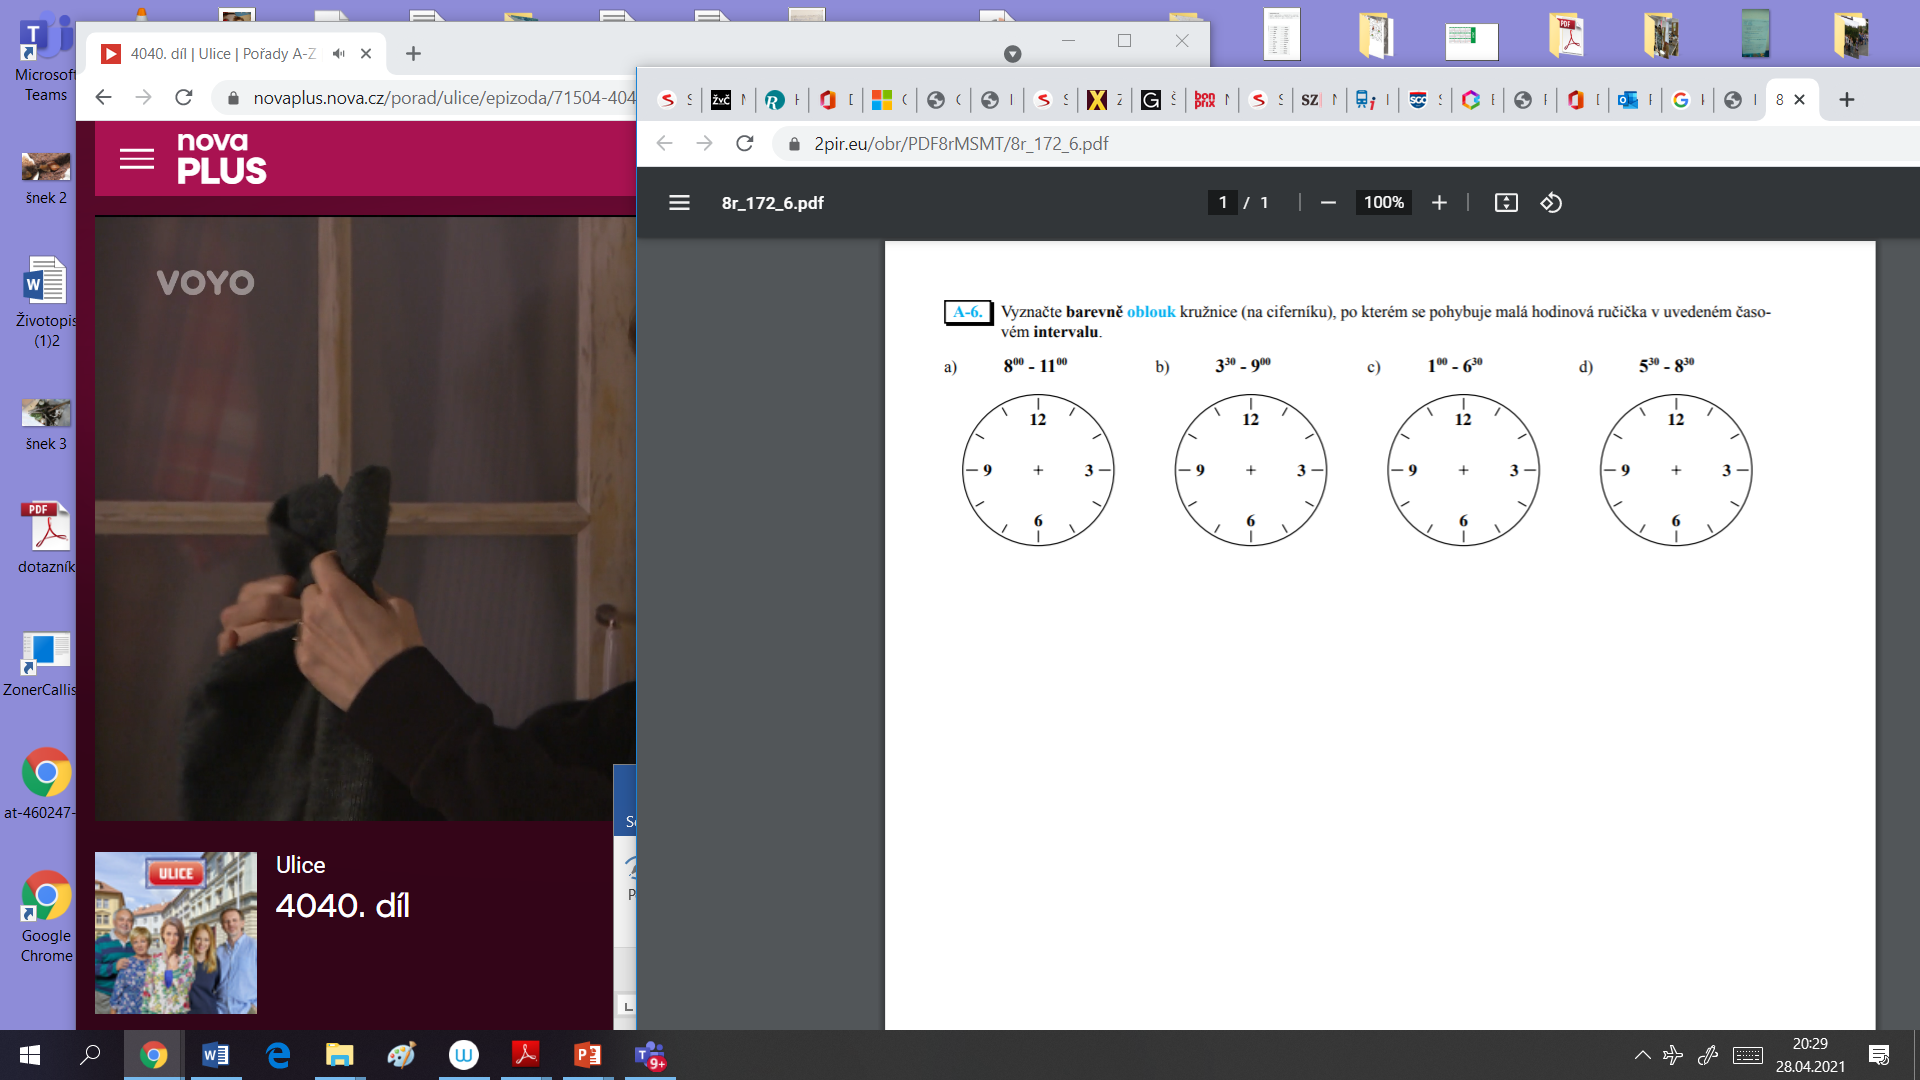 Microsoft
Teams
šnek 2
Životopis
(1)2
šnek 3
PDF
dotazník
ZonerCallis
at-460247-
Google
Chrome
4040. díl | Ulice | Pořady A-Z
novaplus.nova.cz/porad/ulice/epizoda/71504-404
nova
PLUS
VOYO
ULICE
Ulice
4040. díl
2pir.eu/obr/PDF8rMSMT/8r_172_6.pdf
8r_172_6.pdf
1 / 1
100%
A-6. Vyznačte barevně oblouk kružnice (na ciferníku), po kterém se pohybuje malá hodinová ručička v uvedeném časo-
vém intervalu.
a) 8⁰⁰ - 11⁰⁰ b) 3³⁰ - 9⁰⁰ c) 1⁰⁰ - 6³⁰ d) 5³⁰ - 8³⁰
12 12 12 12
9 3 9 3 9 3 9 3
6 6 6 6
20:29
28.04.2021
9+